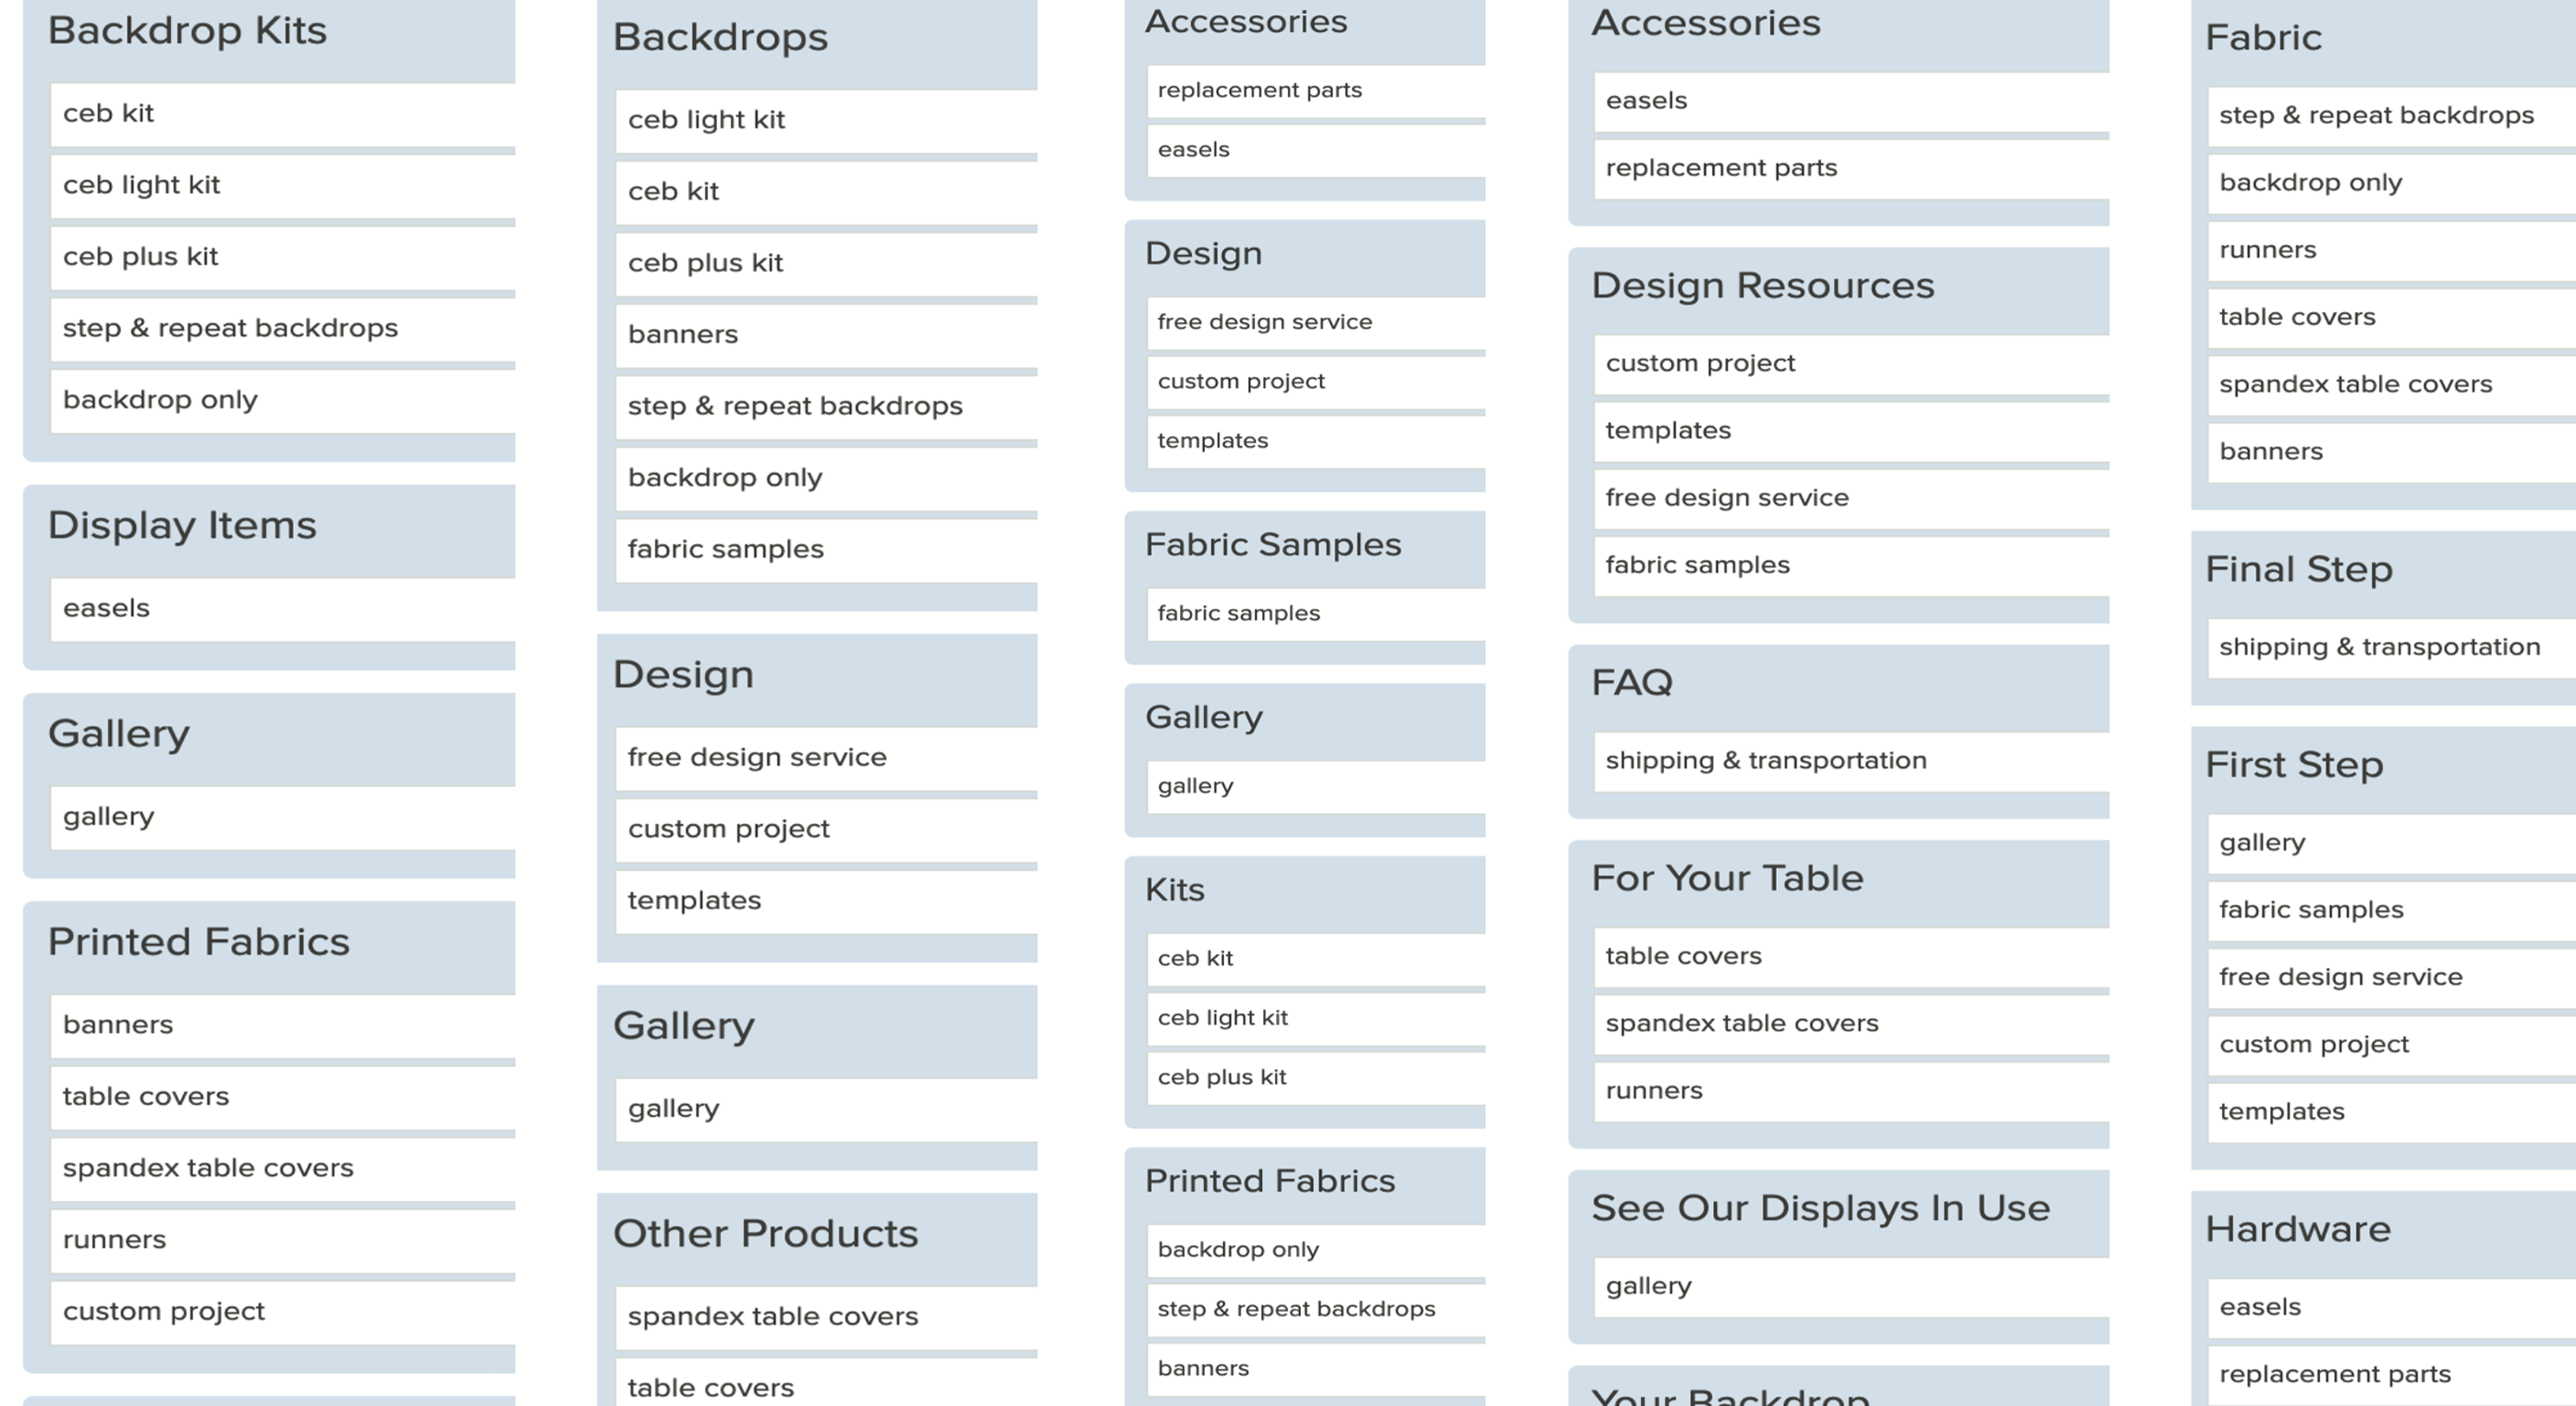 Backdrop Kits
ceb kit
ceb light kit
ceb plus kit
step & repeat backdrops
backdrop only
Display Items
easels
Gallery
gallery
Printed Fabrics
banners
table covers
spandex table covers
runners
custom project
Backdrops
ceb light kit
ceb kit
ceb plus kit
banners
step & repeat backdrops
backdrop only
fabric samples
Design
free design service
custom project
templates
Gallery
gallery
Other Products
spandex table covers
table covers
Accessories
replacement parts
easels
Design
free design service
custom project
templates
Fabric Samples
fabric samples
Gallery
gallery
Kits
ceb kit
ceb light kit
ceb plus kit
Printed Fabrics
backdrop only
step & repeat backdrops
banners
Accessories
easels
replacement parts
Design Resources
custom project
templates
free design service
fabric samples
FAQ
shipping & transportation
For Your Table
table covers
spandex table covers
runners
See Our Displays In Use
gallery
Your Backdrop
Fabric
step & repeat backdrops
backdrop only
runners
table covers
spandex table covers
banners
Final Step
shipping & transportation
First Step
gallery
fabric samples
free design service
custom project
templates
Hardware
easels
replacement parts